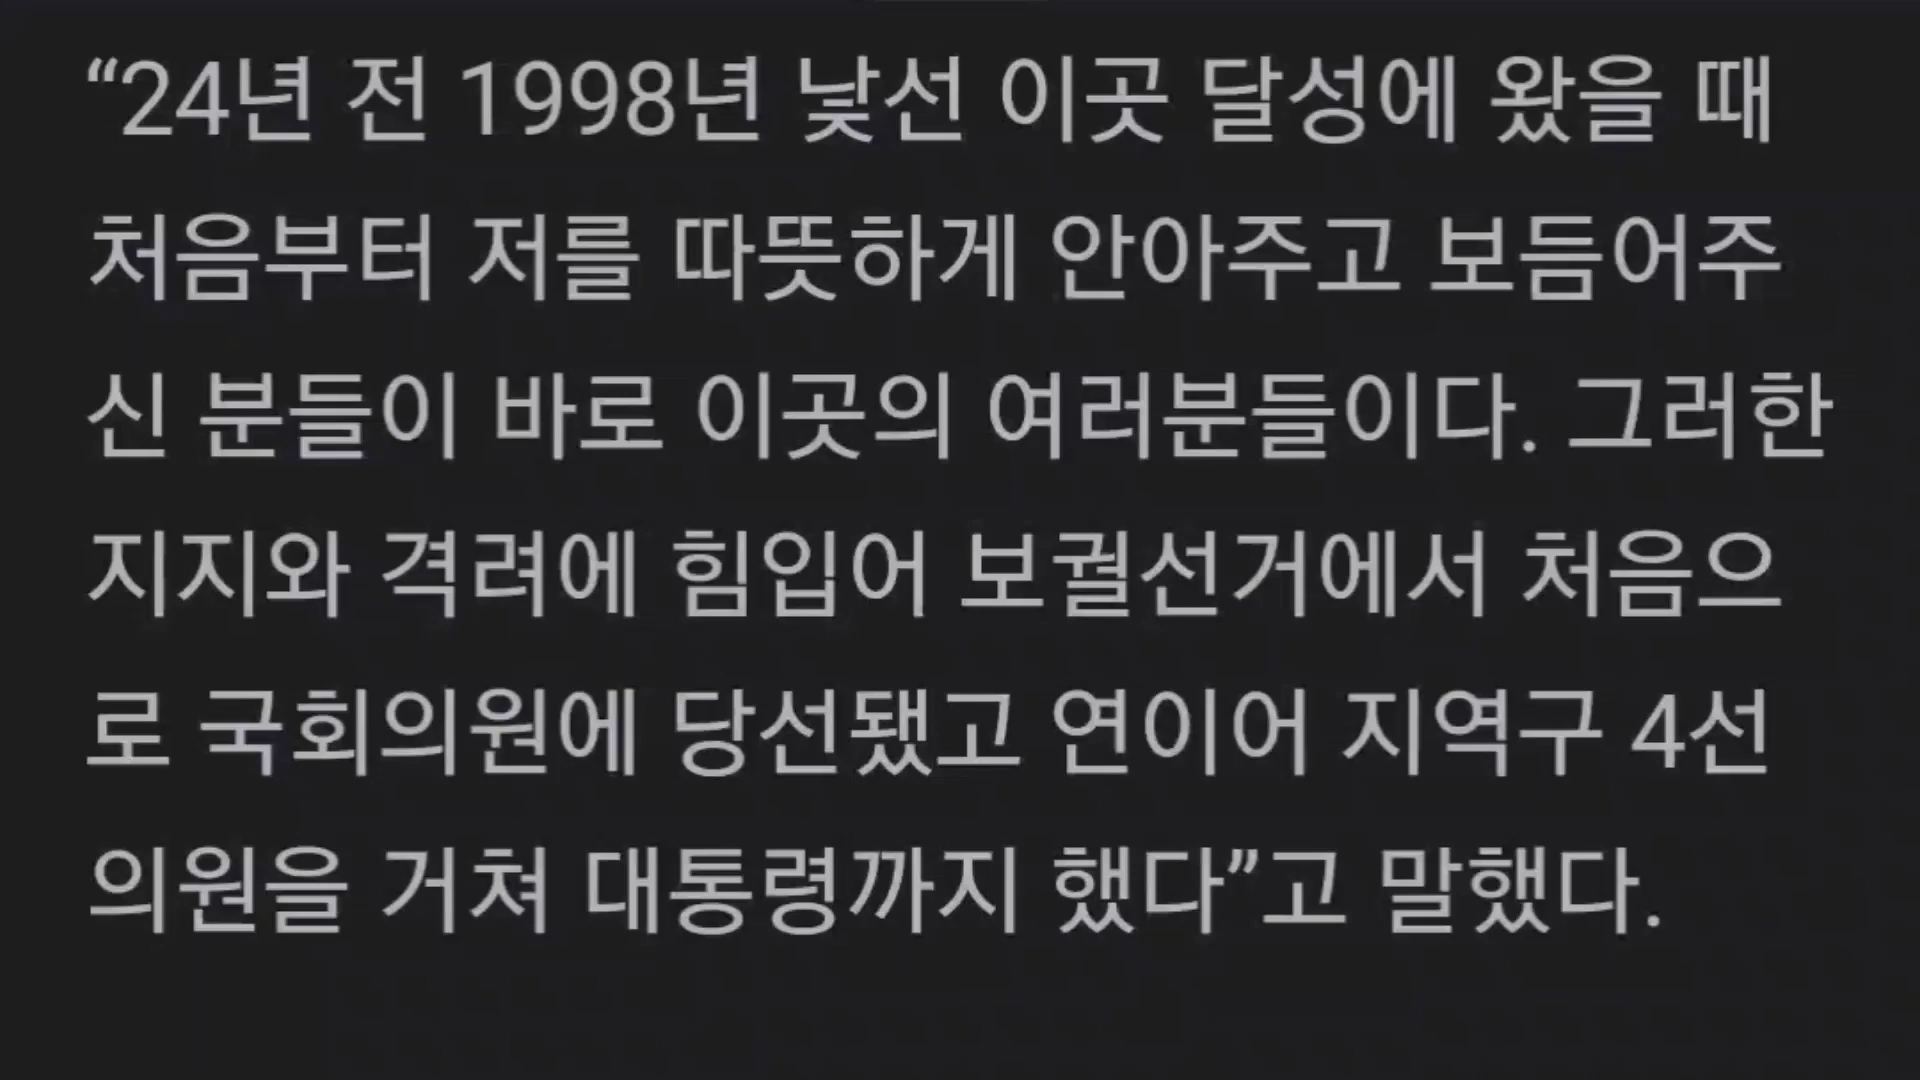 “24년 전 1998년 낯선 이곳 달성에 왔을 때
처음부터 저를 따뜻하게 안아주고 보듬어주
신 분들이 바로 이곳의 여러분들이다. 그러한
지지와 격려에 힘입어 보궐선거에서 처음으
로 국회의원에 당선됐고 연이어 지역구 4선
의원을 거쳐 대통령까지 했다”고 말했다.